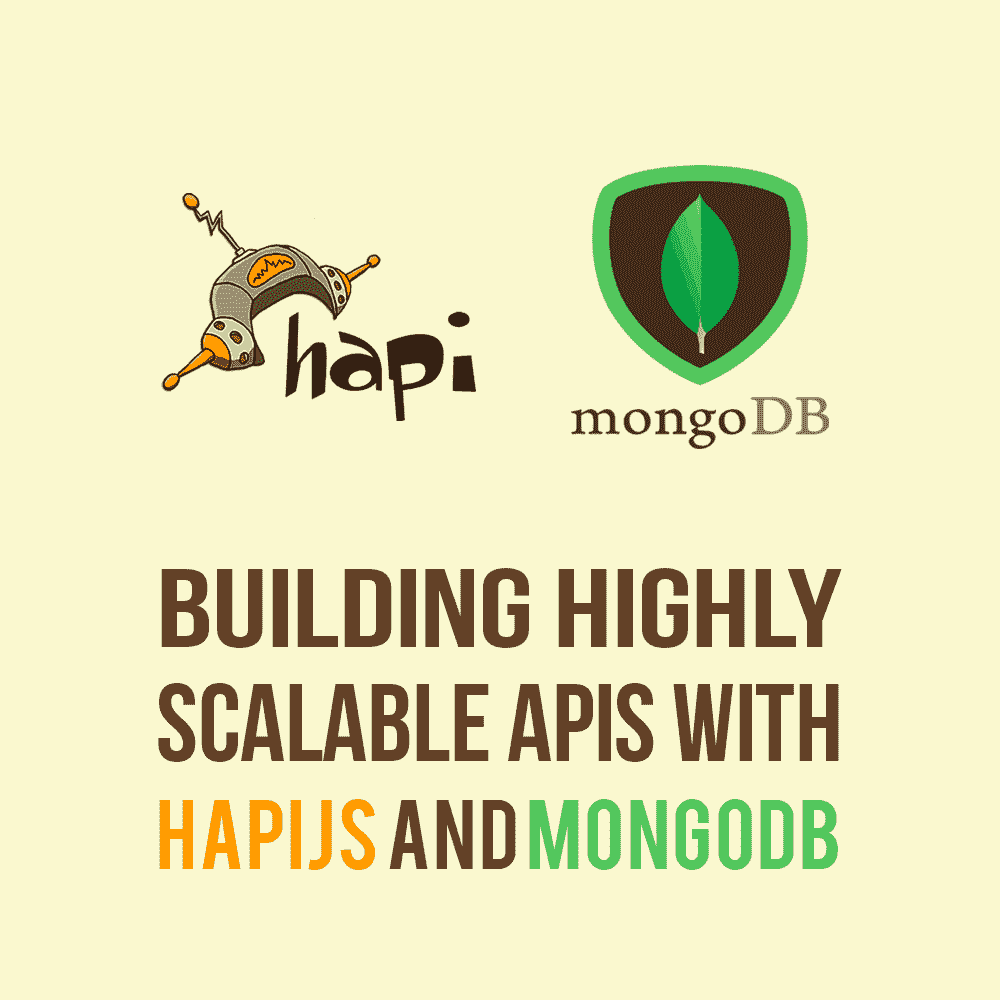 hapi
mongoDB
BUILDING HIGHLY
SCALABLE APIS WITH
HAPIJS AND MONGODB